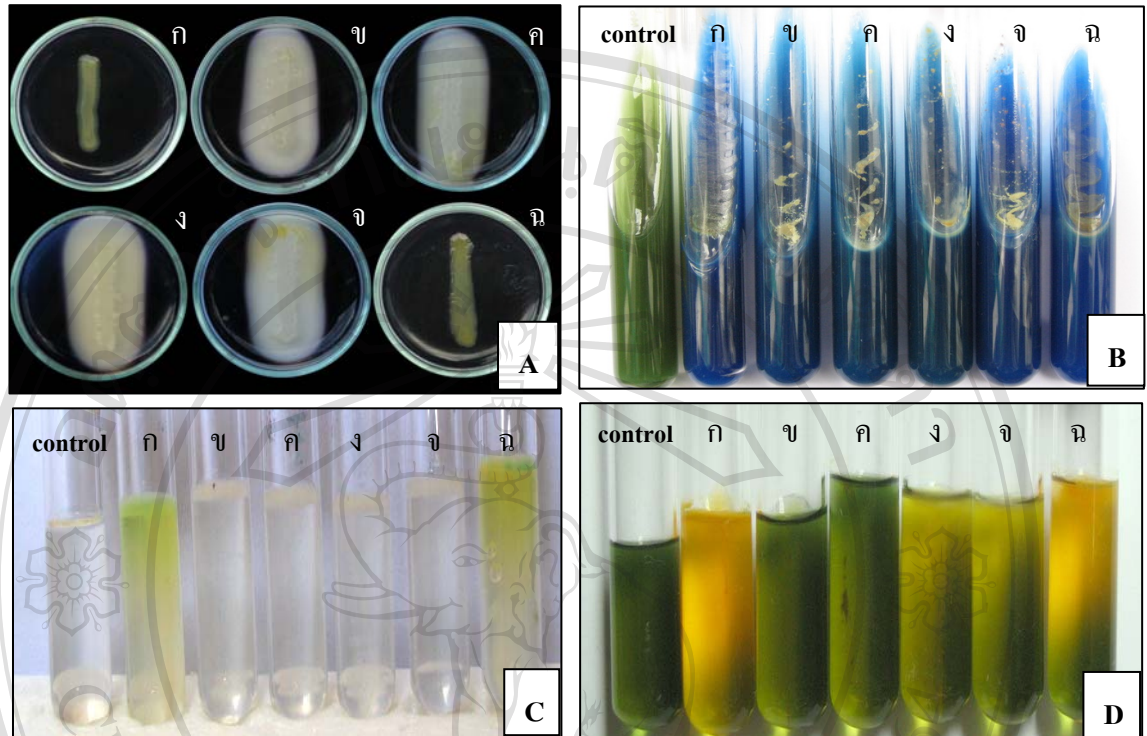 ก ข ค
ง จ ฉ
A
control ก ข ค ง จ ฉ
B
control ก ข ค ง จ ฉ
C
control ก ข ค ง จ ฉ
D